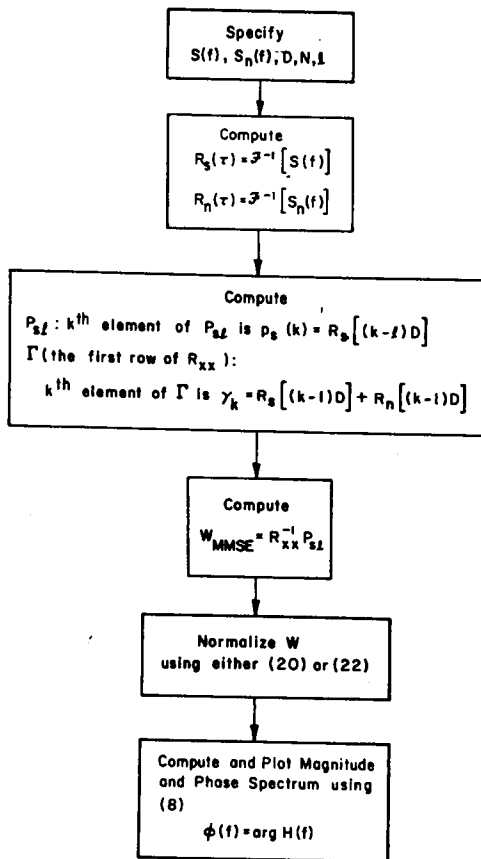 Specify
S(f), Sₙ(f), D, N, ℓ
Compute
Rₛ(τ) = ℱ⁻¹ [S(f)]
Rₙ(τ) = ℱ⁻¹ [Sₙ(f)]
Compute
Pₛℓ : kᵗʰ element of Pₛℓ is pₛ (k) = Rₛ [(k-ℓ)D]
Γ (the first row of Rₓₓ ):
kᵗʰ element of Γ is γₖ = Rₛ [(k-1)D] + Rₙ [(k-1)D]
Compute
W_MMSE = Rₓₓ⁻¹ Pₛℓ
Normalize W
using either (20) or (22)
Compute and Plot Magnitude
and Phase Spectrum using
(8)
ϕ(f) = arg H(f)